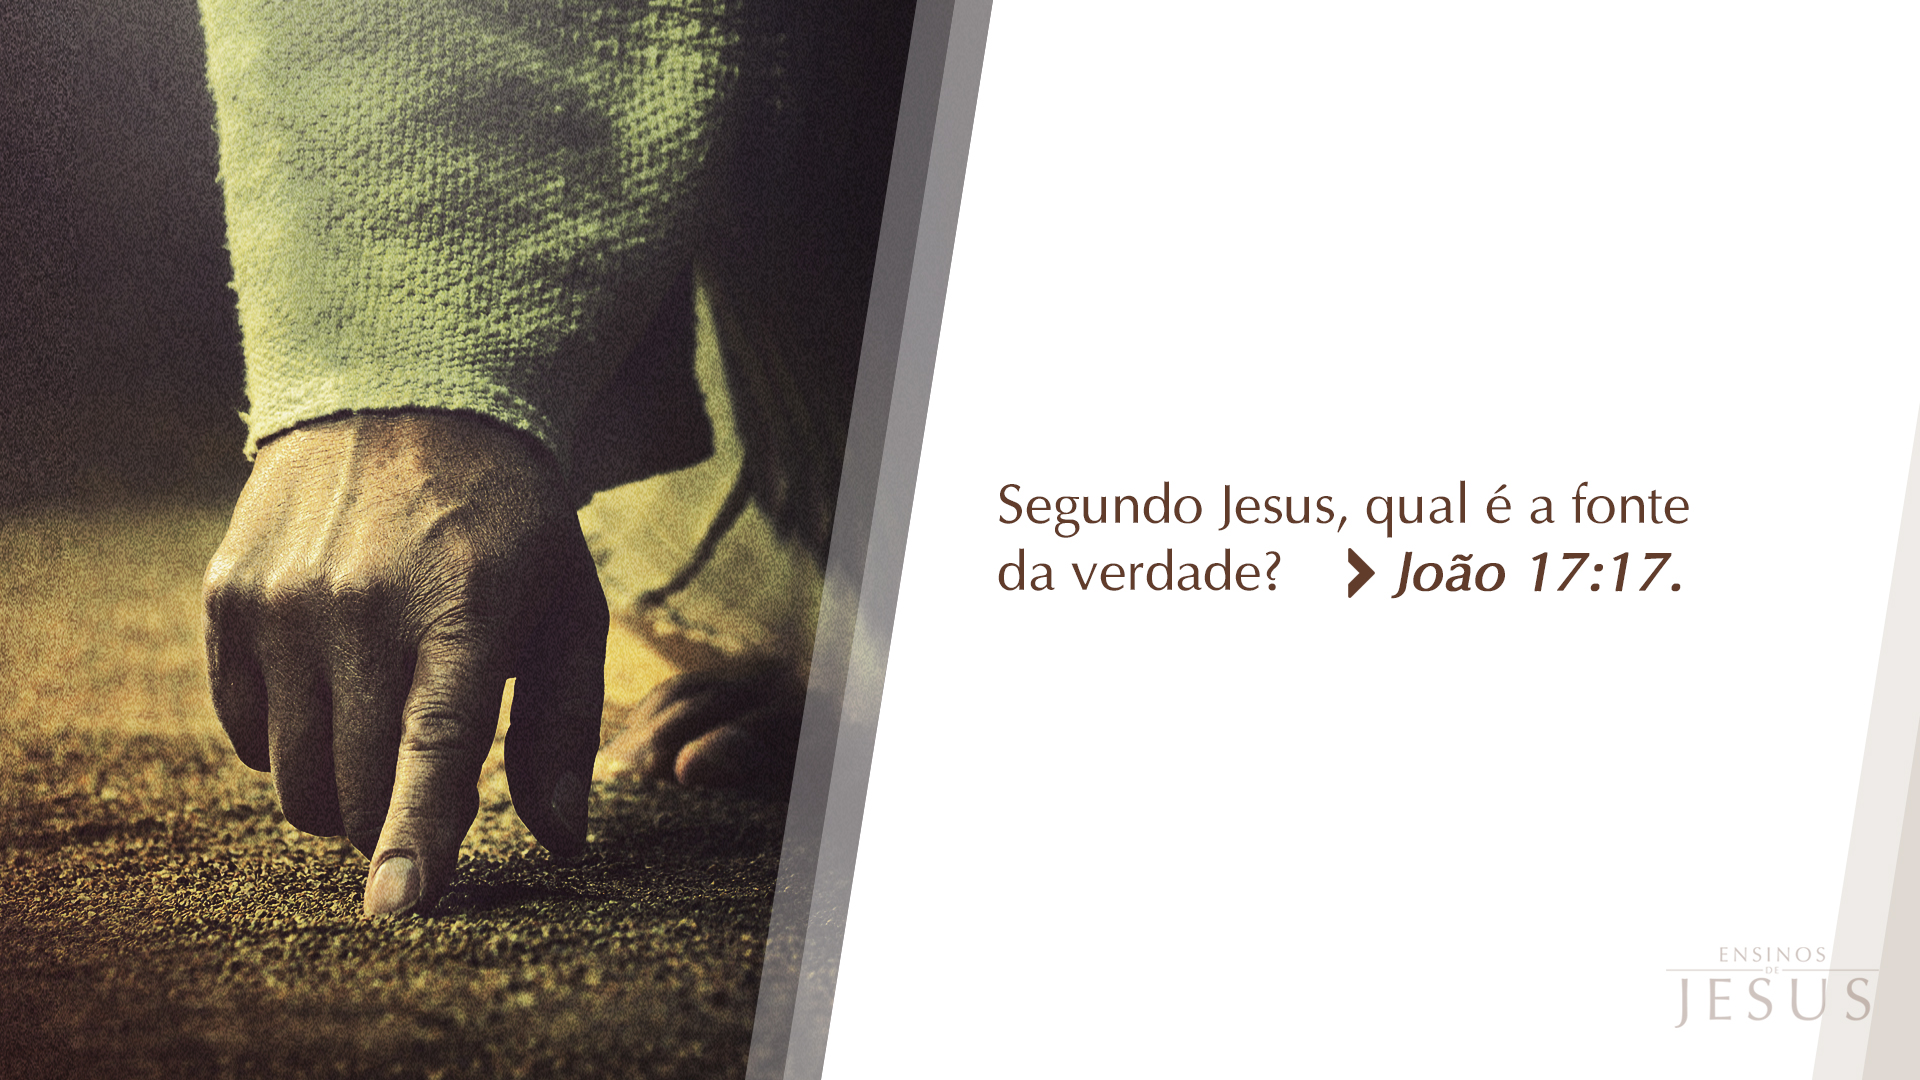 Segundo Jesus, qual é a fonte
da verdade? João 17:17.
ENSINOS
DE
JESUS